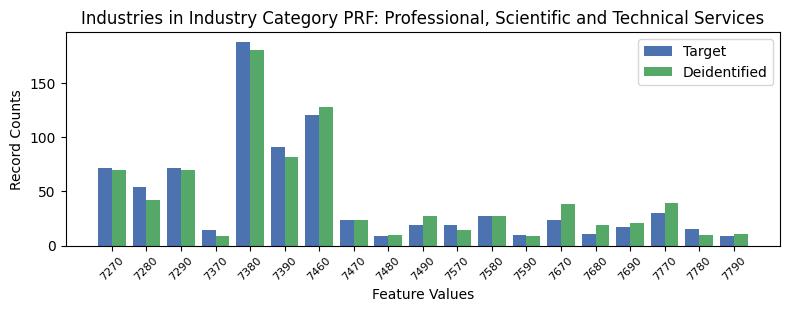 Industries in Industry Category PRF: Professional, Scientific and Technical Services
Target
Deidentified
Record Counts
150
100
50
0
7270 7280 7290 7370 7380 7390 7460 7470 7480 7490 7570 7580 7590 7670 7680 7690 7770 7780 7790
Feature Values